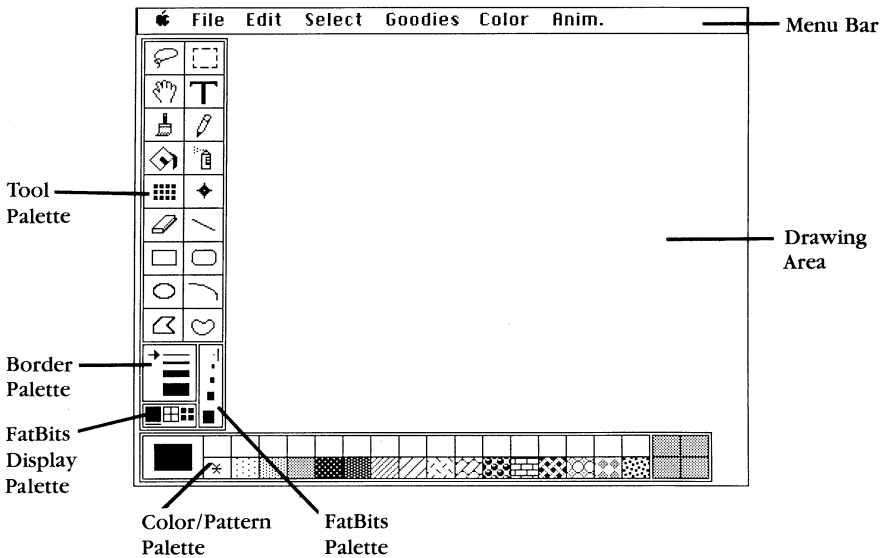 File Edit Select Goodies Color Anim.
Menu Bar
T
Tool
Palette
Drawing
Area
Border
Palette
FatBits
Display
Palette
Color/Pattern
Palette
FatBits
Palette